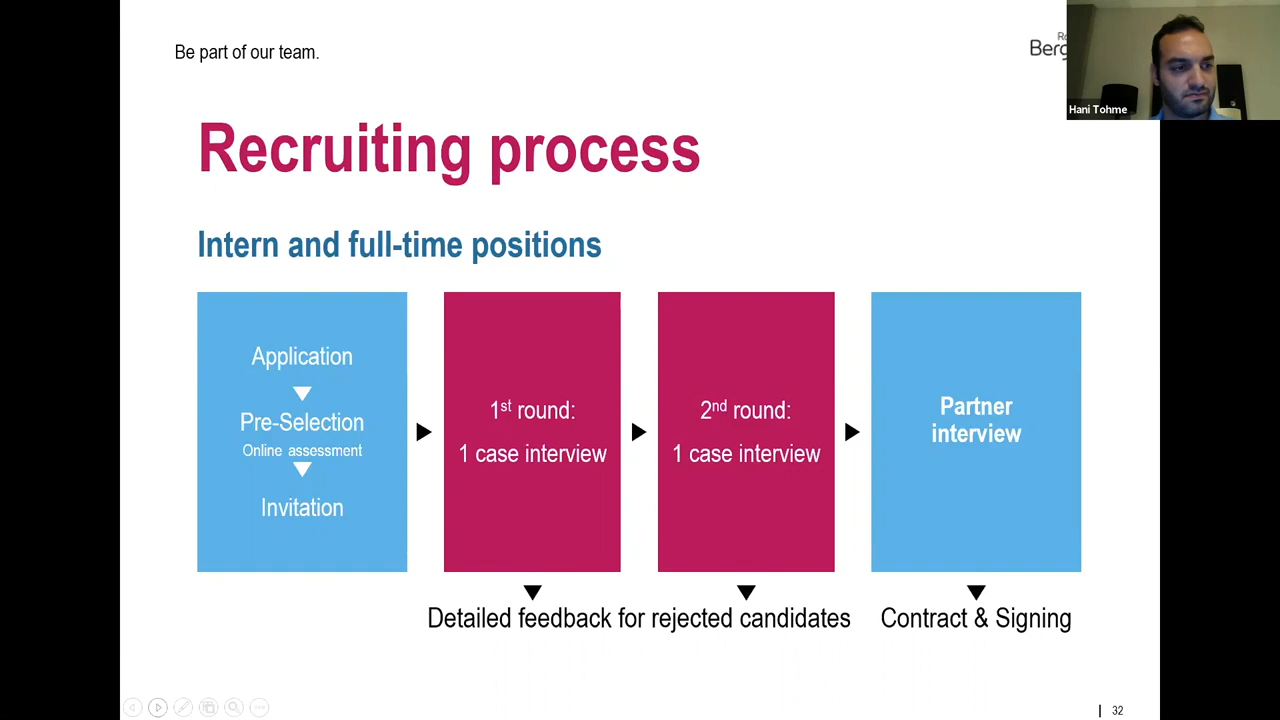 Be part of our team.
Hani Tohme
Recruiting process
Intern and full-time positions
Application
Pre-Selection
Online assessment
Invitation
1st round:
1 case interview
2nd round:
1 case interview
Partner
interview
Detailed feedback for rejected candidates
Contract & Signing
32